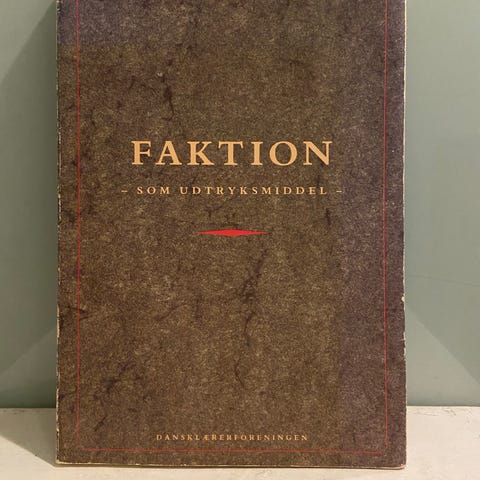 FAKTION
– SOM UDTRYKSMIDDEL –
DANSKLÆRERFORENINGEN